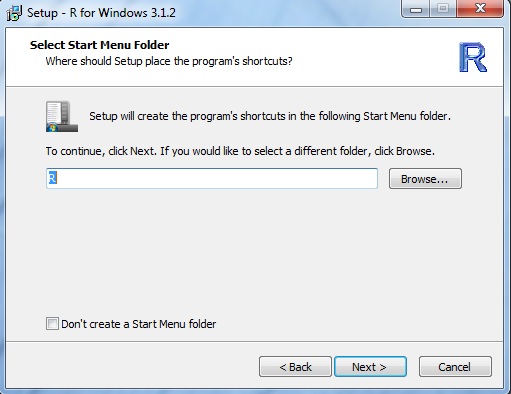 Setup - R for Windows 3.1.2
Select Start Menu Folder
Where should Setup place the program's shortcuts?
R
Setup will create the program's shortcuts in the following Start Menu folder.
To continue, click Next. If you would like to select a different folder, click Browse.
R
Browse...
Don't create a Start Menu folder
< Back
Next >
Cancel